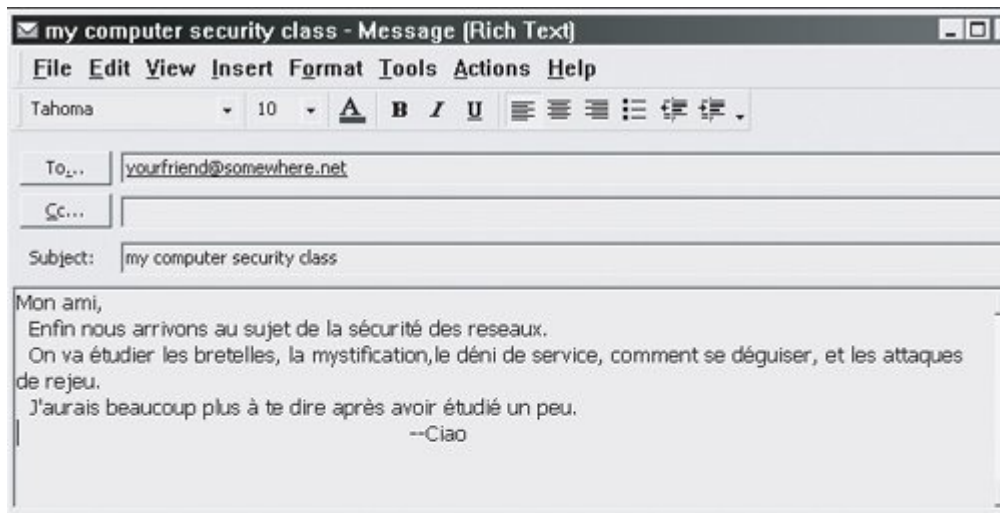 my computer security class - Message (Rich Text)
File Edit View Insert Format Tools Actions Help
Tahoma 10 A B I U
To... yourfriend@somewhere.net
Cc...
Subject: my computer security class
Mon ami,
Enfin nous arrivons au sujet de la sécurité des reseaux.
On va étudier les bretelles, la mystification,le déni de service, comment se déguiser, et les attaques
de rejeu.
J'aurais beaucoup plus à te dire après avoir étudié un peu.
--Ciao